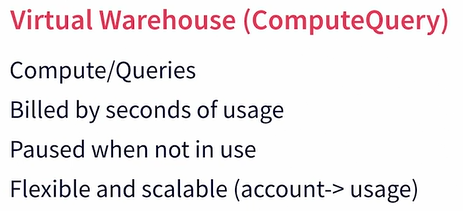 Virtual Warehouse (ComputeQuery)
Compute/Queries
Billed by seconds of usage
Paused when not in use
Flexible and scalable (account-> usage)